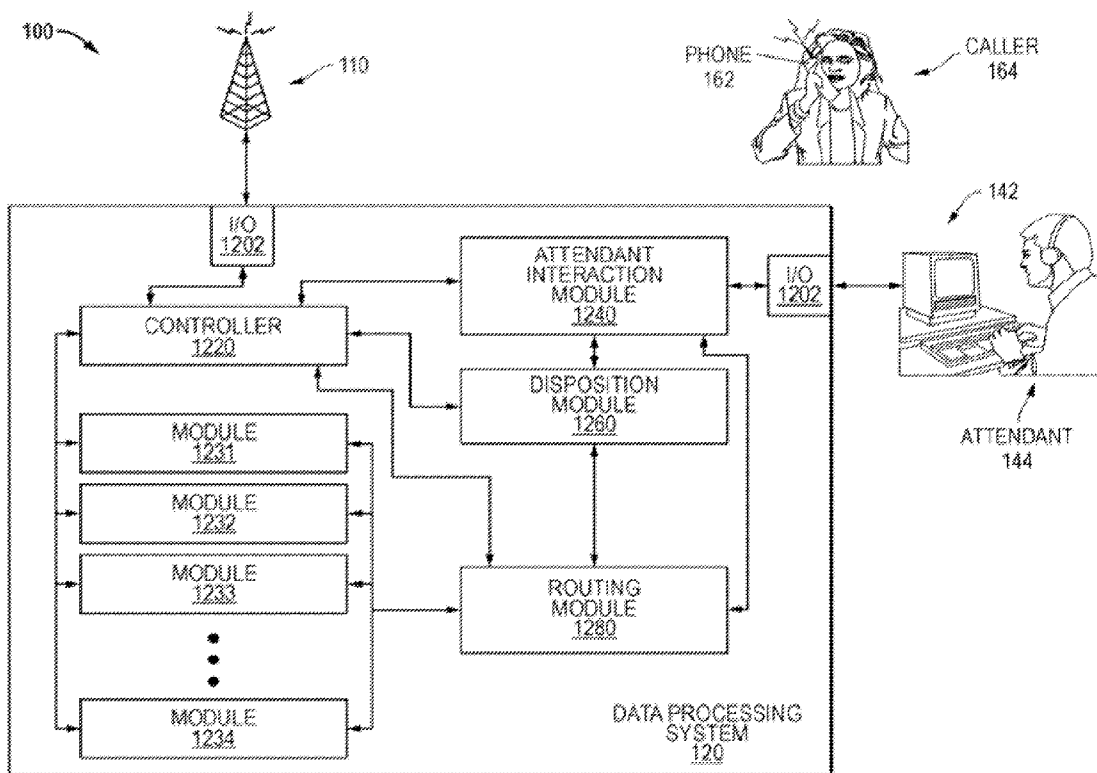 100
110
PHONE
162
CALLER
164
I/O
1202
142
ATTENDANT
INTERACTION
MODULE
1240
I/O
1202
CONTROLLER
1220
DISPOSITION
MODULE
1260
ATTENDANT
144
MODULE
1231
MODULE
1232
MODULE
1233
ROUTING
MODULE
1280
MODULE
1234
DATA PROCESSING
SYSTEM
120